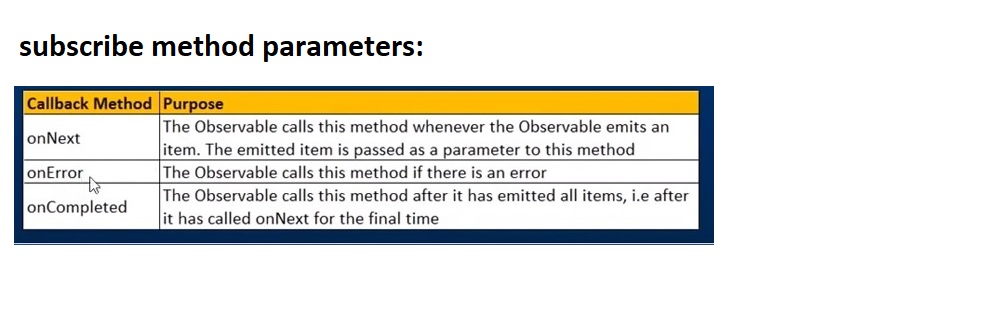 subscribe method parameters:
Callback Method Purpose
onNext
The Observable calls this method whenever the Observable emits an
item. The emitted item is passed as a parameter to this method
onError The Observable calls this method if there is an error
onCompleted
The Observable calls this method after it has emitted all items, i.e after
it has called onNext for the final time